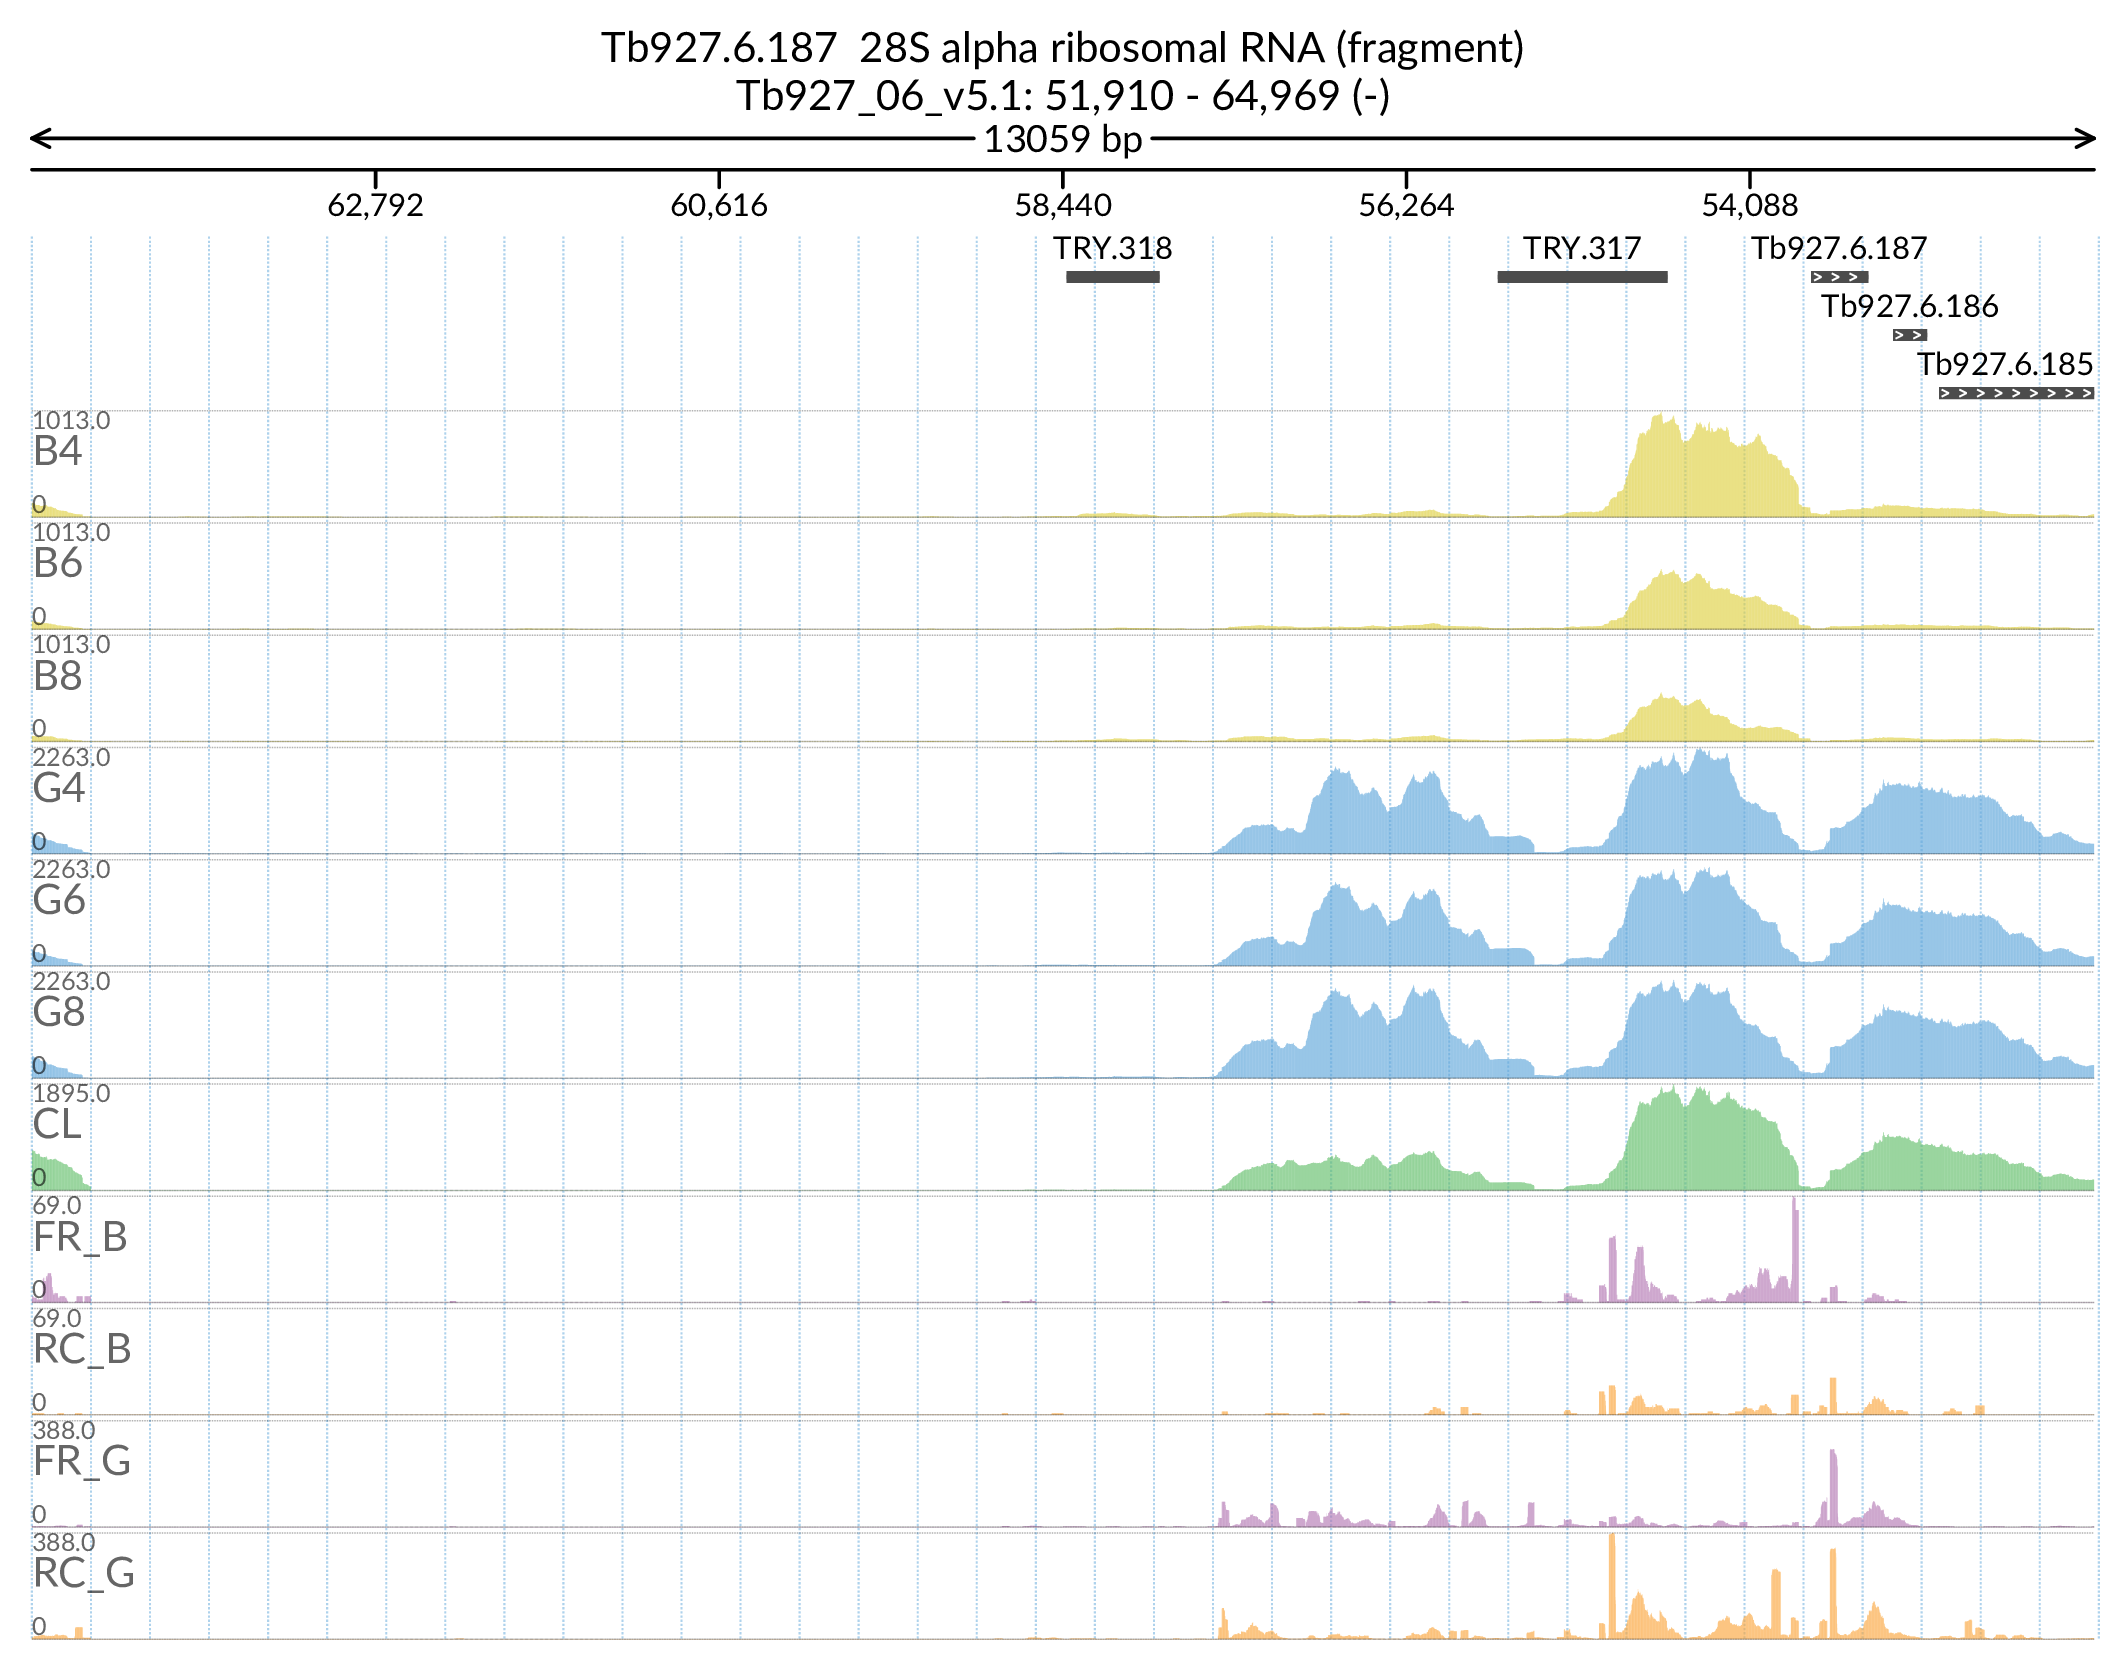 Tb927.6.187  28S alpha ribosomal RNA (fragment)
Tb927_06_v5.1: 51,910 - 64,969 (-)
13059 bp
62,792 60,616 58,440 56,264 54,088
TRY.318 TRY.317 Tb927.6.187
Tb927.6.186
Tb927.6.185
1013.0
B4
0
1013.0
B6
0
1013.0
B8
0
2263.0
G4
0
2263.0
G6
0
2263.0
G8
0
1895.0
CL
0
69.0
FR_B
0
69.0
RC_B
0
388.0
FR_G
0
388.0
RC_G
0